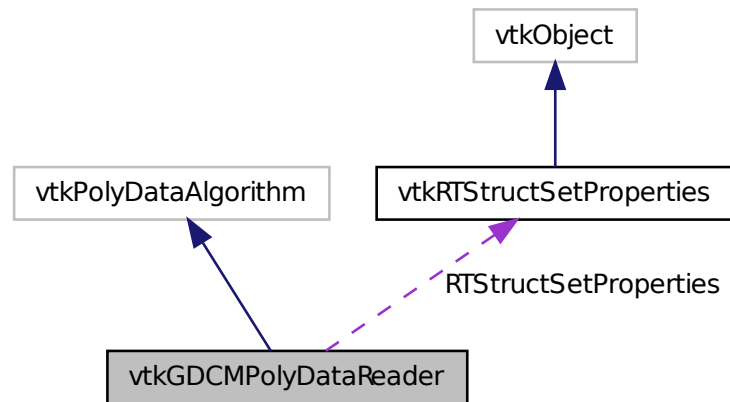 vtkObject
vtkPolyDataAlgorithm
vtkRTStructSetProperties
RTStructSetProperties
vtkGDCMPolyDataReader